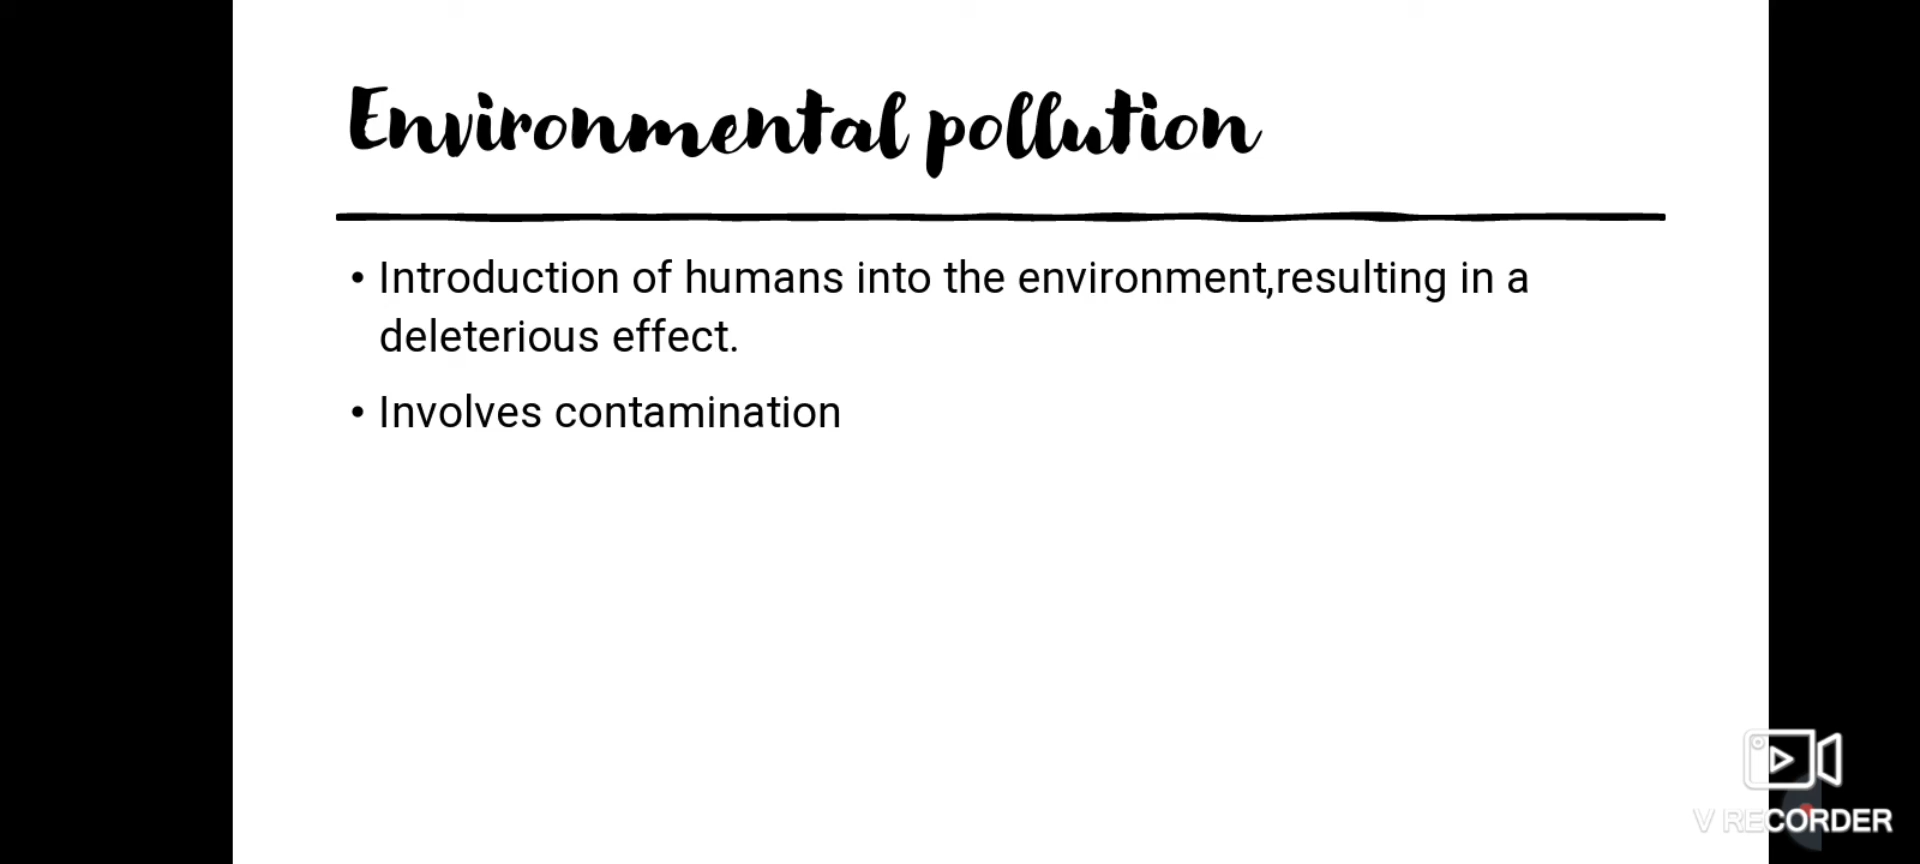 Environmental pollution
• Introduction of humans into the environment,resulting in a
deleterious effect.
• Involves contamination
V RECORDER